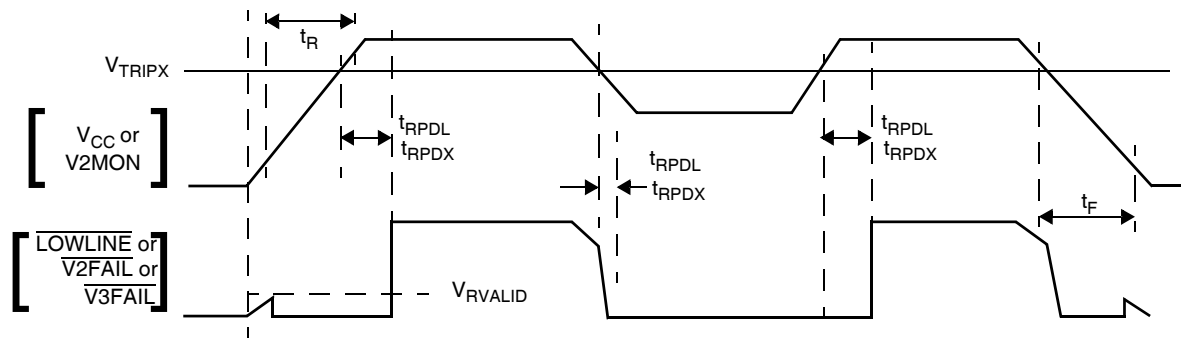 tR
VTRIPX
VCC or
V2MON
tRPDL
tRPDX
tRPDL
tRPDX
tRPDL
tRPDX
tF
LOWLINE or
V2FAIL or
V3FAIL
VRVALID